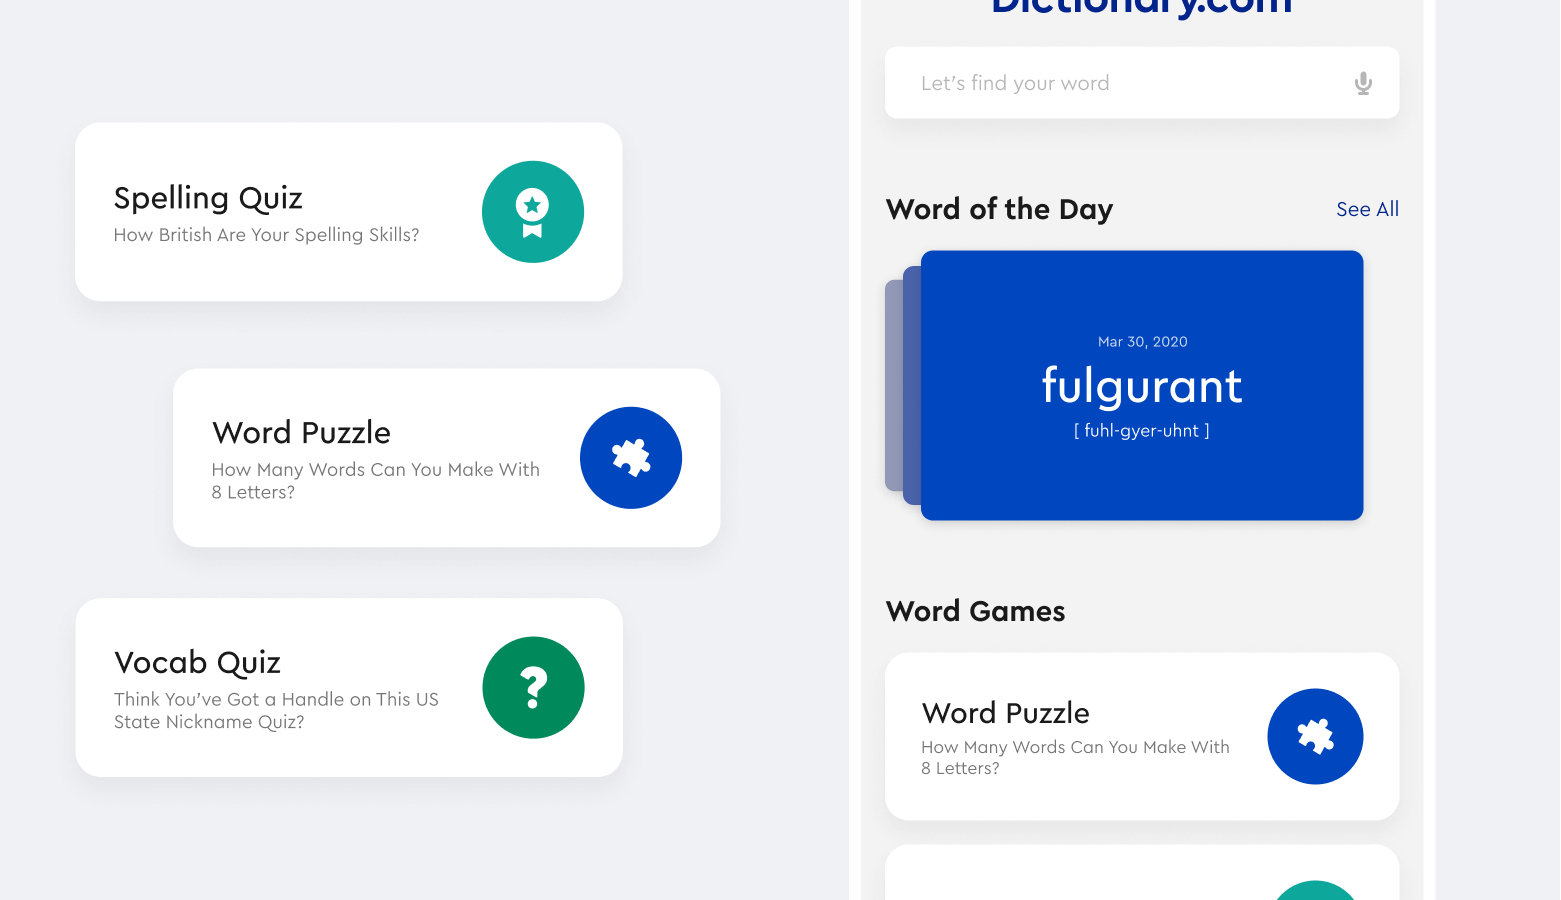 Spelling Quiz
How British Are Your Spelling Skills?
Word Puzzle
How Many Words Can You Make With
8 Letters?
Vocab Quiz
Think You've Got a Handle on This US
State Nickname Quiz?
Dictionary.com
Let's find your word
Word of the Day
See All
Mar 30, 2020
fulgurant
[ fuhl-gyer-uhnt ]
Word Games
Word Puzzle
How Many Words Can You Make With
8 Letters?